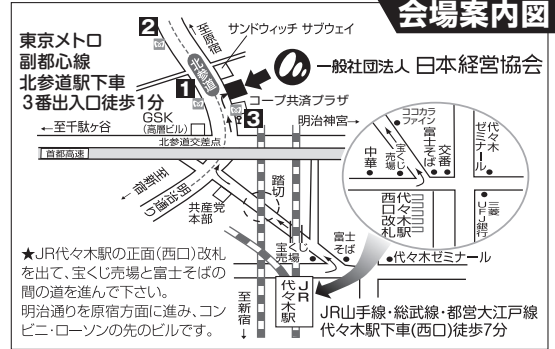 会場案内図
東京メトロ
副都心線
北参道駅下車
3番出入口徒歩1分
2
至原宿
サンドウィッチ サブウェイ
北参道
一般社団法人 日本経営協会
1
コープ共済プラザ
3
GSK
(高層ビル)
明治神宮→
←至千駄ヶ谷
北参道交差点
首都高速
至新宿
明治通り
共産党
本部
踏切
宝くじ
売場
富士
そば
代々木ゼミナール
JR
代々木駅
至新宿
ココカラ
ファイン
代々木
ゼミナール
中華
宝くじ
売場
富士そば
交番
代々木駅
西口改札
三菱
UFJ銀行
★JR代々木駅の正面(西口)改札
を出て、宝くじ売場と富士そばの
間の道を進んで下さい。
明治通りを原宿方面に進み、コン
ビニ・ローソンの先のビルです。
JR山手線・総武線・都営大江戸線
代々木駅下車(西口)徒歩7分